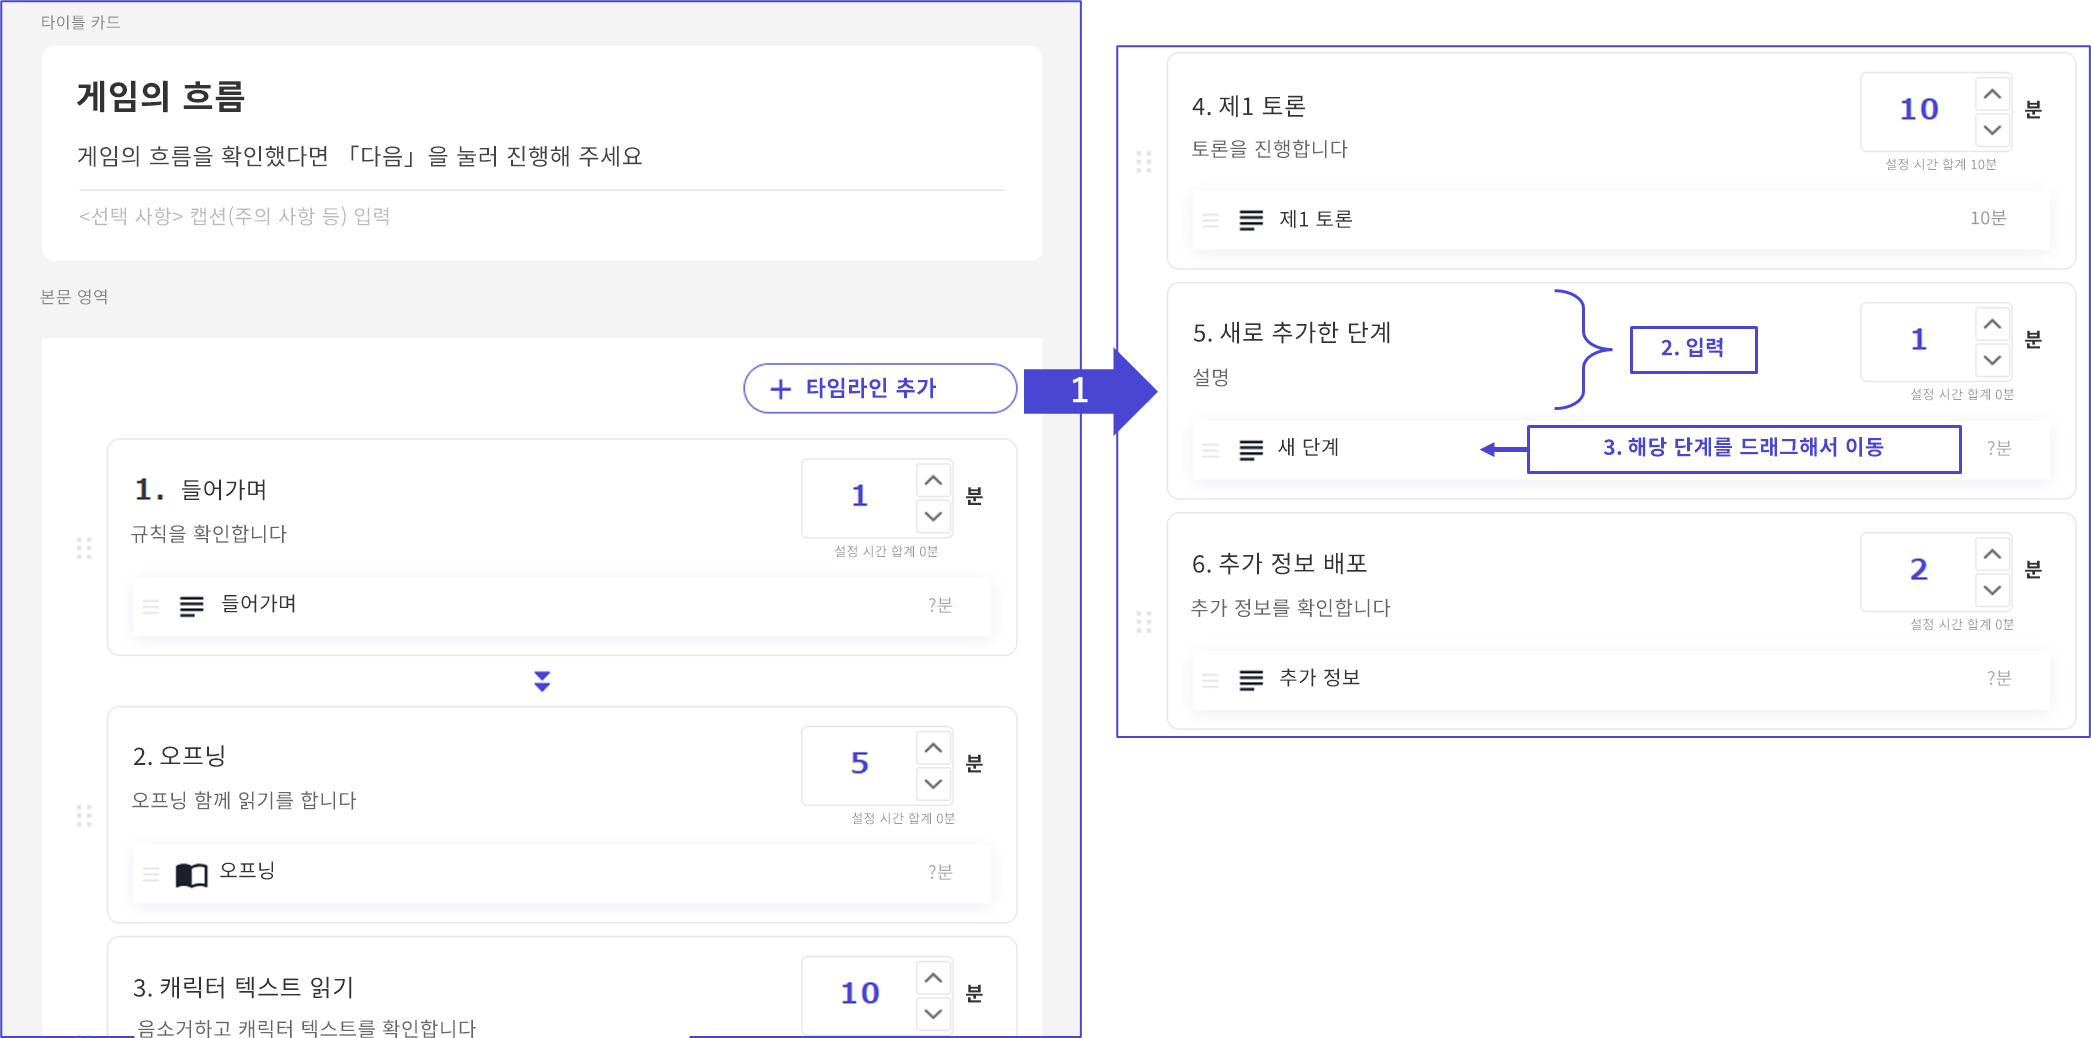 타이틀 카드
게임의 흐름
게임의 흐름을 확인했다면 「다음」을 눌러 진행해 주세요
<선택 사항> 캡션(주의 사항 등) 입력
본문 영역
+ 타임라인 추가
1
1. 들어가며
1
분
규칙을 확인합니다
설정 시간 합계 0분
들어가며
?분
2. 오프닝
5
분
오프닝 함께 읽기를 합니다
설정 시간 합계 0분
오프닝
?분
3. 캐릭터 텍스트 읽기
10
분
음소거하고 캐릭터 텍스트를 확인합니다
4. 제1 토론
10
분
토론을 진행합니다
설정 시간 합계 10분
제1 토론
10분
5. 새로 추가한 단계
2. 입력
1
분
설명
설정 시간 합계 0분
새 단계
3. 해당 단계를 드래그해서 이동
?분
6. 추가 정보 배포
2
분
추가 정보를 확인합니다
설정 시간 합계 0분
추가 정보
?분